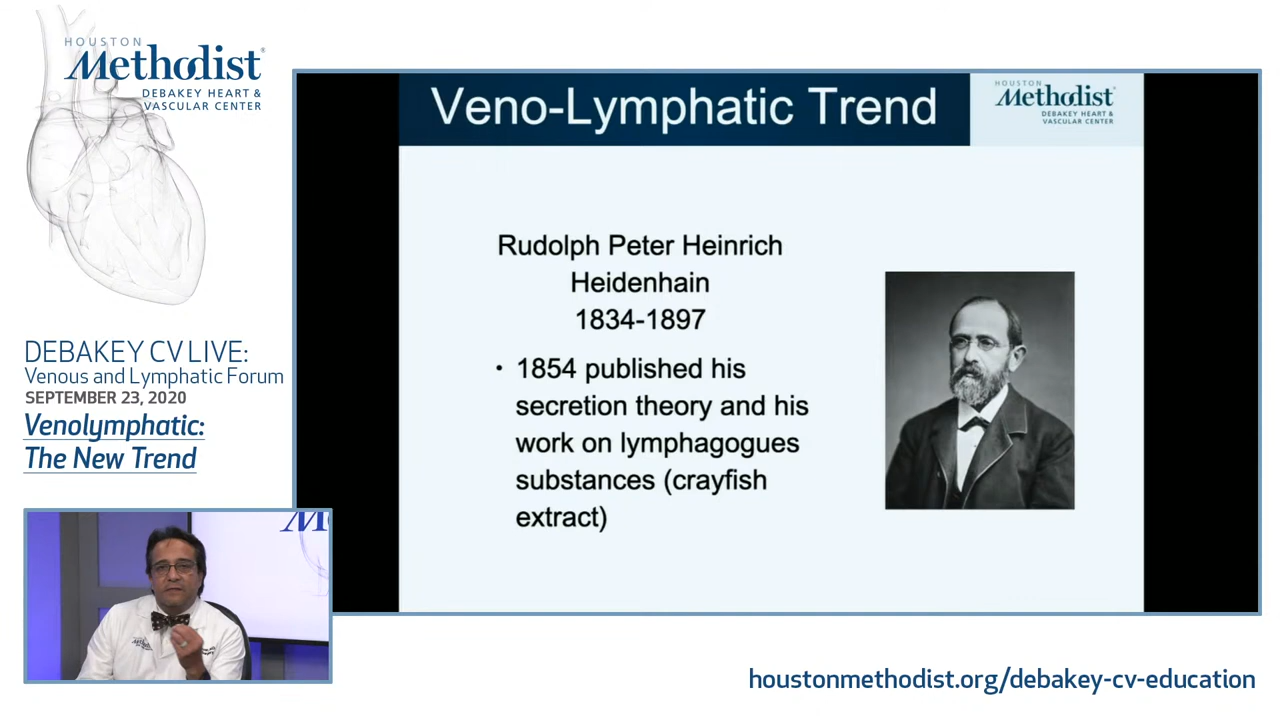 HOUSTON
Methodist
DEBAKEY HEART &
VASCULAR CENTER
DEBAKEY CV LIVE:
Venous and Lymphatic Forum
SEPTEMBER 23, 2020
Venolymphatic:
The New Trend
Veno-Lymphatic Trend
HOUSTON
Methodist
DEBAKEY HEART &
VASCULAR CENTER
Rudolph Peter Heinrich
Heidenhain
1834-1897
• 1854 published his
secretion theory and his
work on lymphagogues
substances (crayfish
extract)
houstonmethodist.org/debakey-cv-education